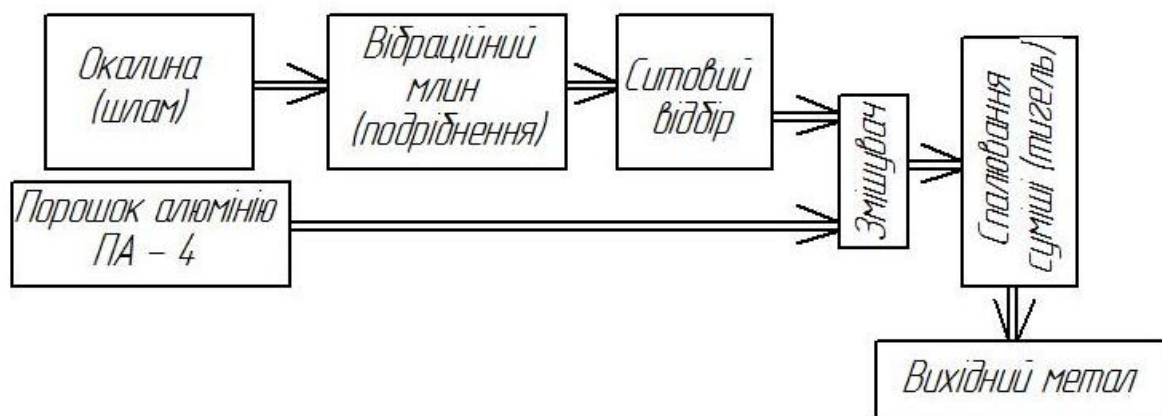 Окалина
(шлам)
Вібраційний
млин
(подрібнення)
Ситовий
відбір
Порошок алюмінію
ПА – 4
Змішувач
Спалювання
суміші (тигель)
Вихідний метал